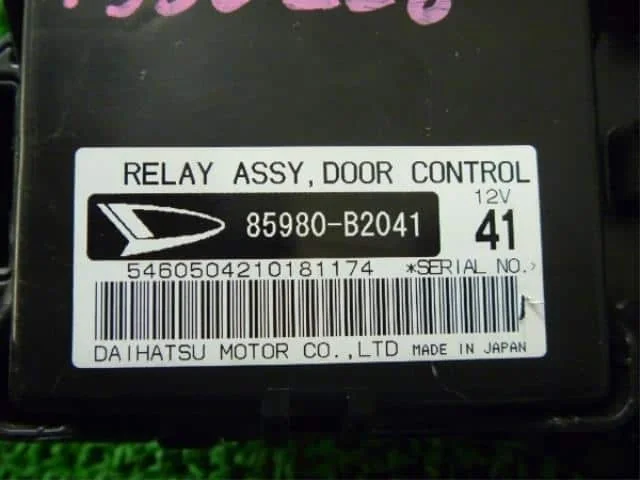 RELAY ASSY, DOOR CONTROL
12V
85980-B2041
41
5460504210181174 *SERIAL NO.
DAIHATSU MOTOR CO.,LTD MADE IN JAPAN